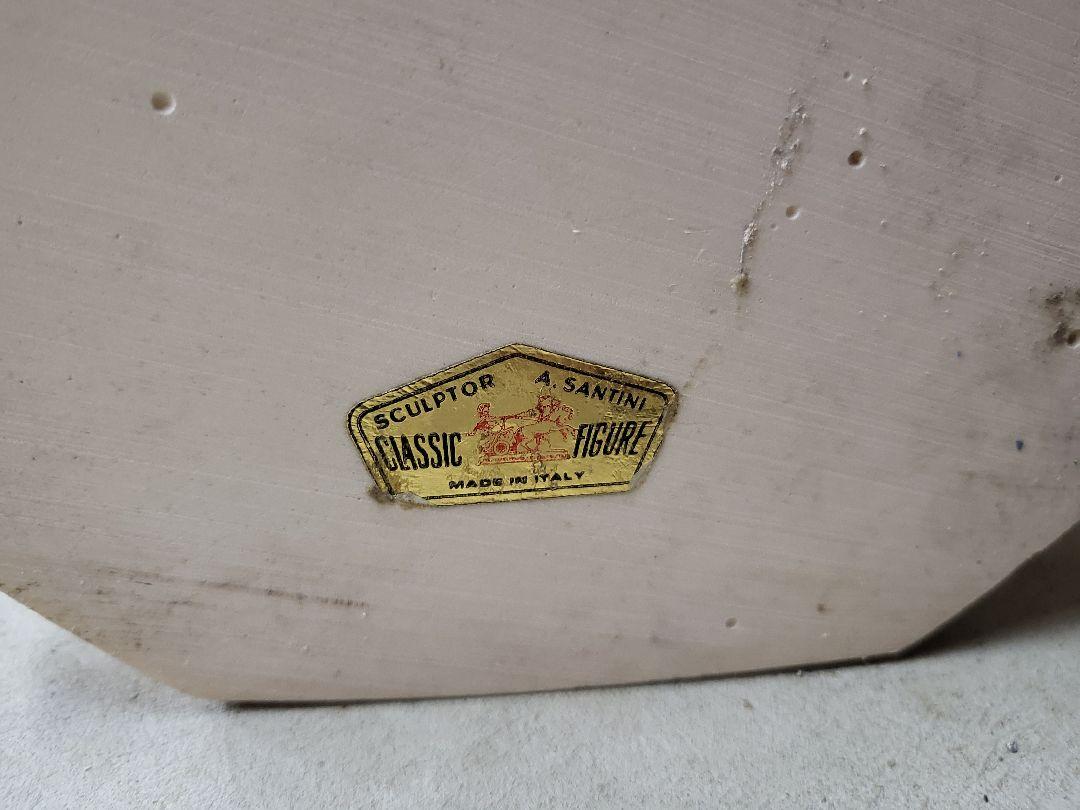 SCULPTOR A. SANTINI
CLASSIC FIGURE
MADE IN ITALY